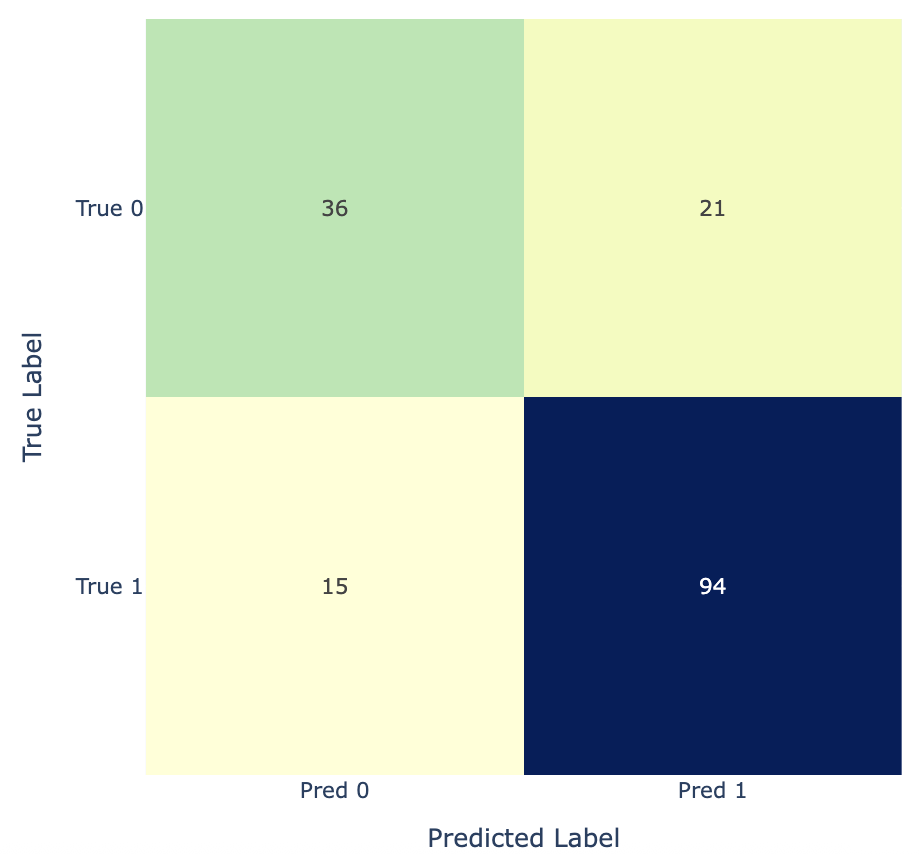 True 0
36
21
True Label
True 1
15
94
Pred 0
Pred 1
Predicted Label